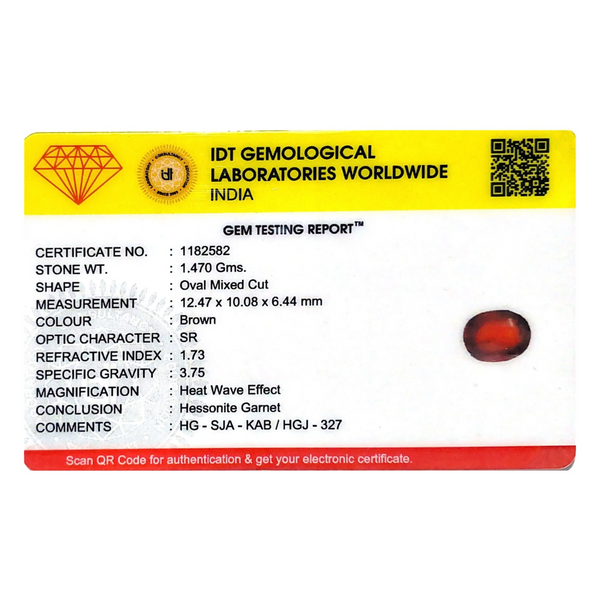 IDT GEMOLOGICAL
LABORATORIES WORLDWIDE
INDIA
GEM TESTING REPORT™
CERTIFICATE NO. : 1182582
STONE WT. : 1.470 Gms.
SHAPE : Oval Mixed Cut
MEASUREMENT : 12.47 x 10.08 x 6.44 mm
COLOUR : Brown
OPTIC CHARACTER : SR
REFRACTIVE INDEX : 1.73
SPECIFIC GRAVITY : 3.75
MAGNIFICATION : Heat Wave Effect
CONCLUSION : Hessonite Garnet
COMMENTS : HG - SJA - KAB / HGJ - 327
Scan QR Code for authentication & get your electronic certificate.